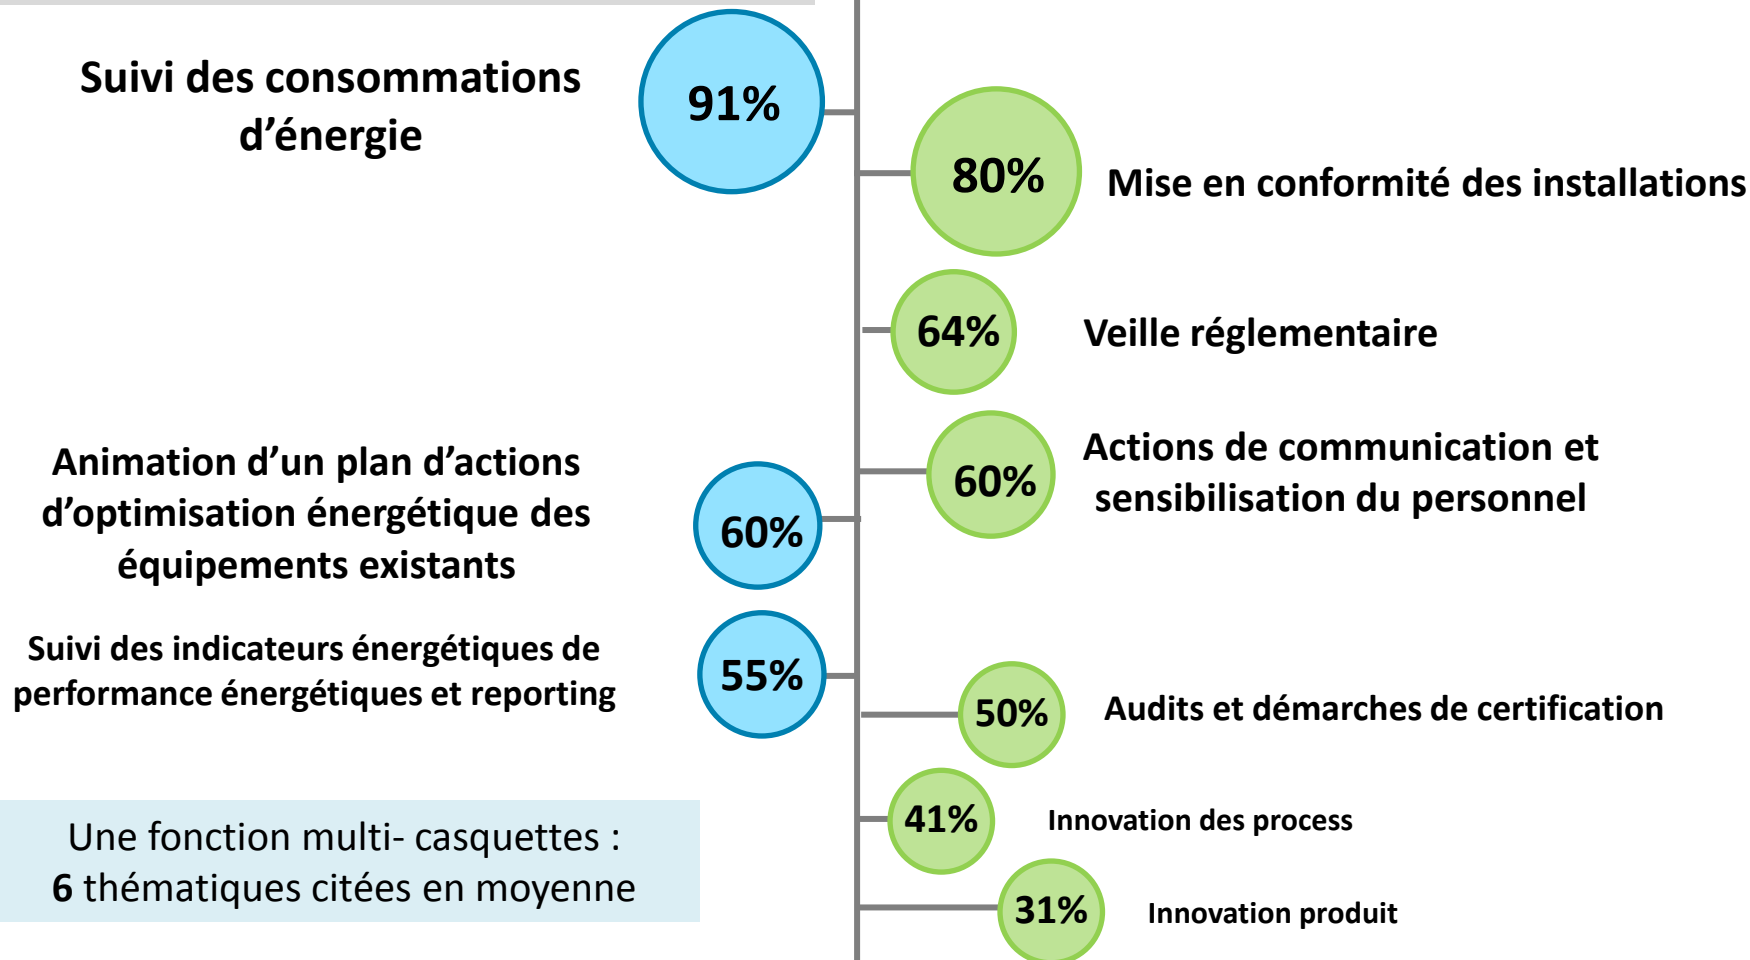 Suivi des consommations
d’énergie
91%
80%
Mise en conformité des installations
64%
Veille réglementaire
Animation d’un plan d’actions
d’optimisation énergétique des
équipements existants
60%
60%
Actions de communication et
sensibilisation du personnel
Suivi des indicateurs énergétiques de
performance énergétiques et reporting
55%
50%
Audits et démarches de certification
41%
Innovation des process
31%
Innovation produit
Une fonction multi- casquettes :
6 thématiques citées en moyenne